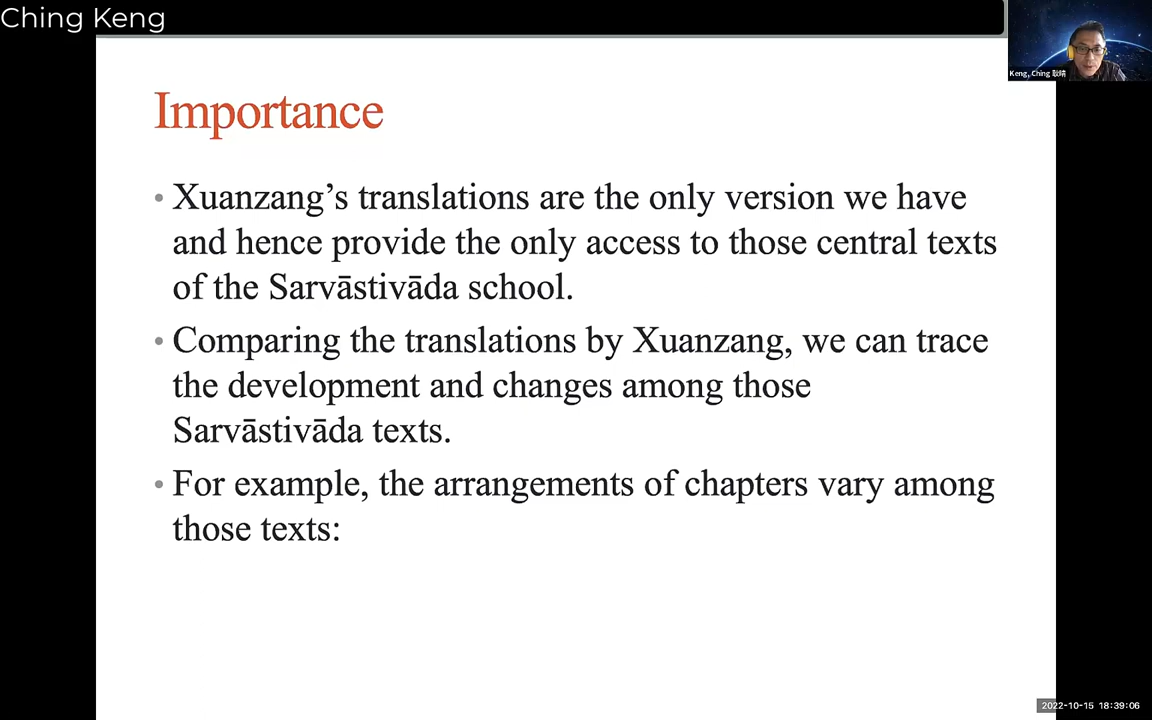 Ching Keng
Keng, Ching 耿晴
Importance
• Xuanzang’s translations are the only version we have
and hence provide the only access to those central texts
of the Sarvāstivāda school.
• Comparing the translations by Xuanzang, we can trace
the development and changes among those
Sarvāstivāda texts.
• For example, the arrangements of chapters vary among
those texts:
2022-10-15 18:39:06